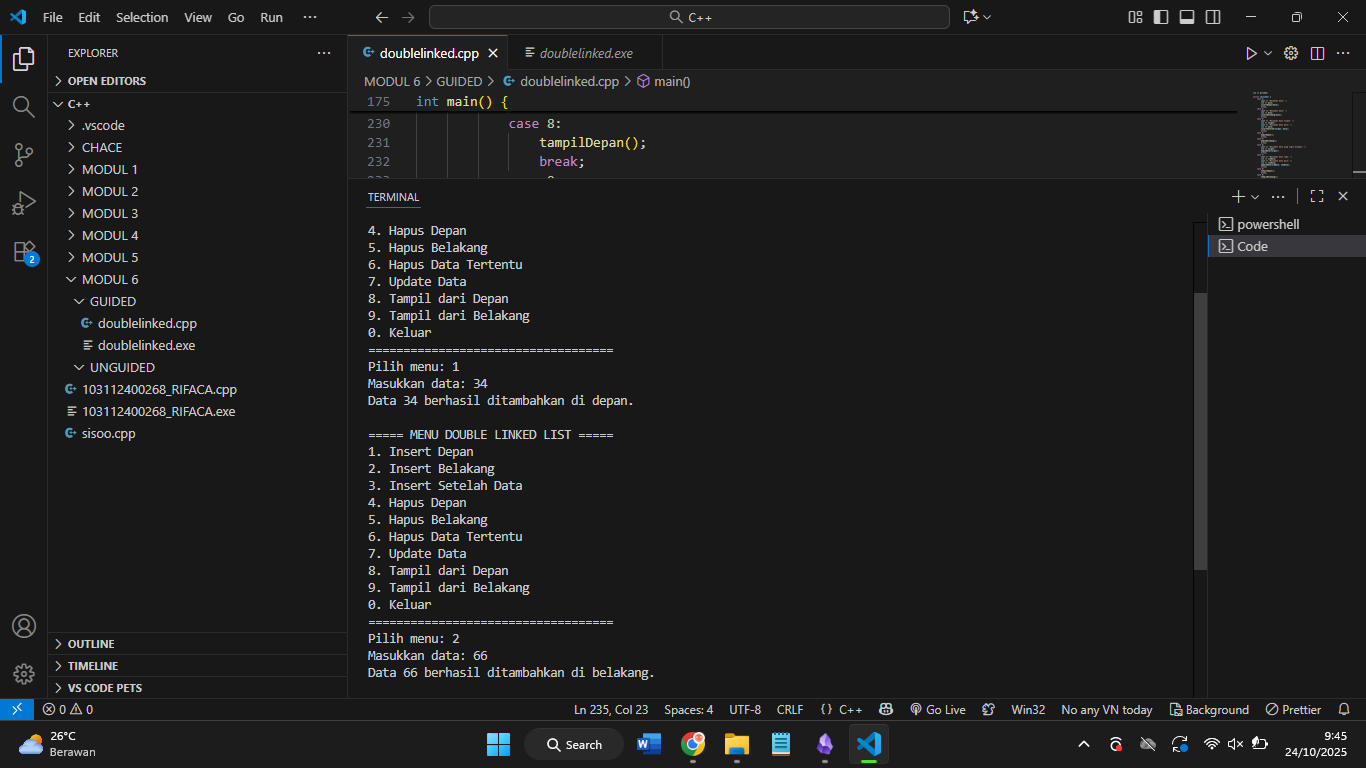 File Edit Selection View Go Run ···
C++
EXPLORER
OPEN EDITORS
C++
.vscode
CHACE
MODUL 1
MODUL 2
MODUL 3
MODUL 4
MODUL 5
MODUL 6
GUIDED
doublelinked.cpp
doublelinked.exe
UNGUIDED
103112400268_RIFACA.cpp
103112400268_RIFACA.exe
sisoo.cpp
OUTLINE
TIMELINE
VS CODE PETS
2
doublelinked.cpp
doublelinked.exe
MODUL 6 > GUIDED > doublelinked.cpp > main()
175 int main() {
230 case 8:
231 tampilDepan();
232 break;
TERMINAL
powershell
Code
4. Hapus Depan
5. Hapus Belakang
6. Hapus Data Tertentu
7. Update Data
8. Tampil dari Depan
9. Tampil dari Belakang
0. Keluar
===================================
Pilih menu: 1
Masukkan data: 34
Data 34 berhasil ditambahkan di depan.
===== MENU DOUBLE LINKED LIST =====
1. Insert Depan
2. Insert Belakang
3. Insert Setelah Data
4. Hapus Depan
5. Hapus Belakang
6. Hapus Data Tertentu
7. Update Data
8. Tampil dari Depan
9. Tampil dari Belakang
0. Keluar
===================================
Pilih menu: 2
Masukkan data: 66
Data 66 berhasil ditambahkan di belakang.
0 0 Ln 235, Col 23 Spaces: 4 UTF-8 CRLF {} C++ Go Live Win32 No any VN today Background Prettier
26°C
Berawan
Search
9:45
24/10/2025